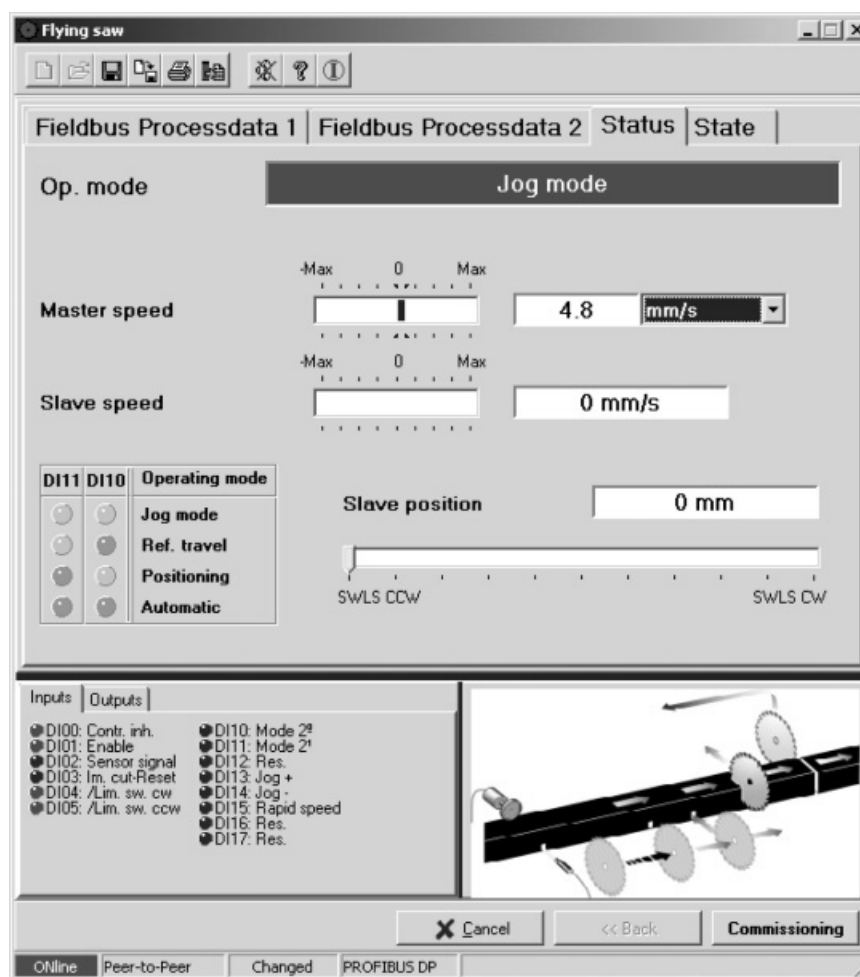 Flying saw
Fieldbus Processdata 1 Fieldbus Processdata 2 Status State
Op. mode Jog mode
-Max 0 Max
Master speed 4.8 mm/s
-Max 0 Max
Slave speed 0 mm/s
DI11 DI10 Operating mode
Jog mode
Ref. travel
Positioning
Automatic
Slave position 0 mm
SWLS CCW SWLS CW
Inputs Outputs
DI00: Contr. inh.
DI01: Enable
DI02: Sensor signal
DI03: Im. cut-Reset
DI04: /Lim. sw. cw
DI05: /Lim. sw. ccw
DI10: Mode 2⁰
DI11: Mode 2¹
DI12: Res.
DI13: Jog +
DI14: Jog -
DI15: Rapid speed
DI16: Res.
DI17: Res.
Cancel << Back Commissioning
ONline Peer-to-Peer Changed PROFIBUS DP